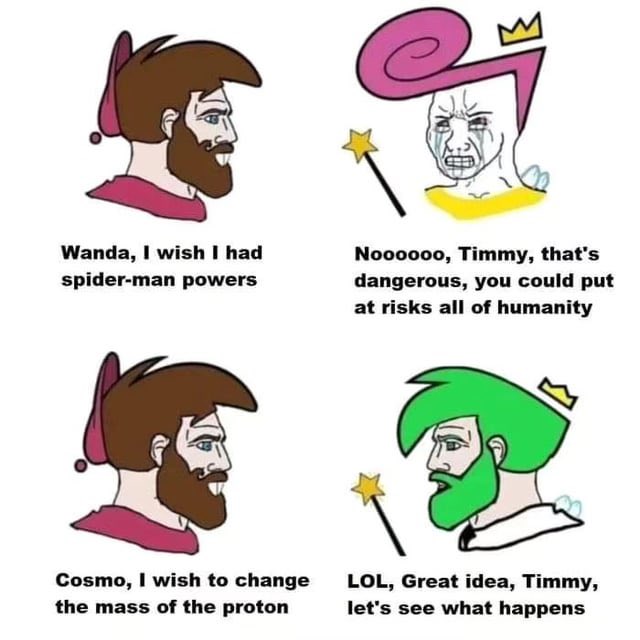 Wanda, I wish I had
spider-man powers
Noooooo, Timmy, that's
dangerous, you could put
at risks all of humanity
Cosmo, I wish to change
the mass of the proton
LOL, Great idea, Timmy,
let's see what happens